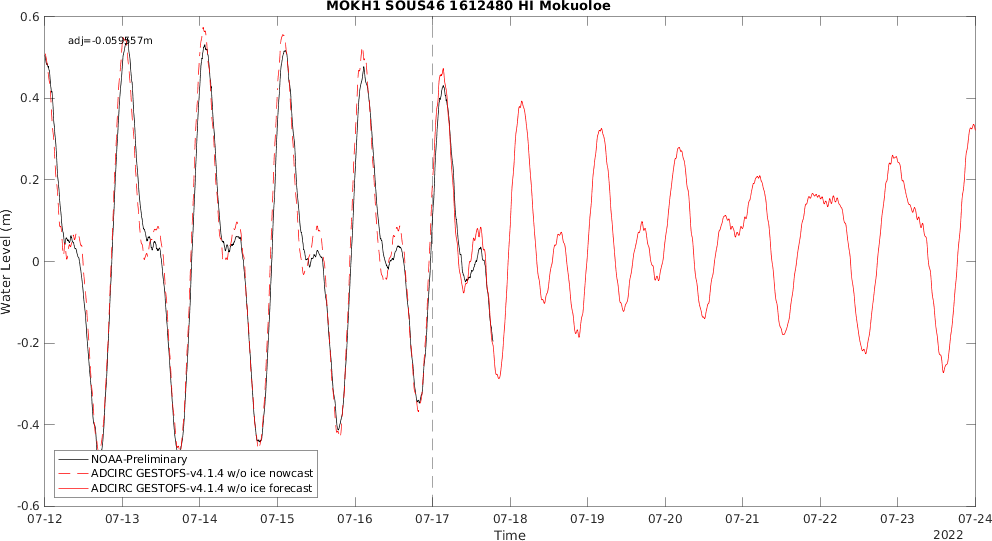 MOKH1 SOUS46 1612480 HI Mokuoloe
adj=-0.059557m
Water Level (m)
0.6
0.4
0.2
0
-0.2
-0.4
-0.6
NOAA-Preliminary
ADCIRC GESTOFS-v4.1.4 w/o ice nowcast
ADCIRC GESTOFS-v4.1.4 w/o ice forecast
07-12 07-13 07-14 07-15 07-16 07-17 07-18 07-19 07-20 07-21 07-22 07-23 07-24
Time
2022